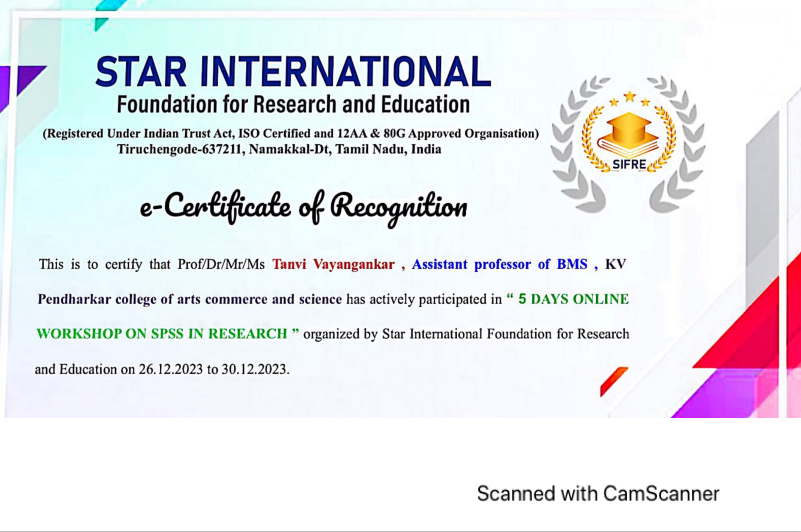 STAR INTERNATIONAL
Foundation for Research and Education
(Registered Under Indian Trust Act, ISO Certified and 12AA & 80G Approved Organisation)
Tiruchengode-637211, Namakkal-Dt, Tamil Nadu, India
SIFRE
e-Certificate of Recognition
This is to certify that Prof/Dr/Mr/Ms Tanvi Vayangankar , Assistant professor of BMS , KV
Pendharkar college of arts commerce and science has actively participated in “ 5 DAYS ONLINE
WORKSHOP ON SPSS IN RESEARCH ” organized by Star International Foundation for Research
and Education on 26.12.2023 to 30.12.2023.
Scanned with CamScanner